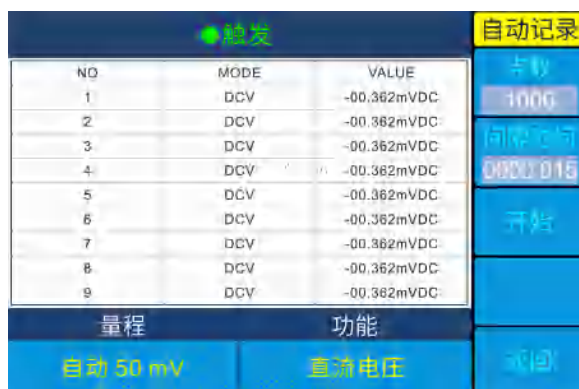 触发
自动记录
NO MODE VALUE
1 DCV -00.362mVDC
2 DCV -00.362mVDC
3 DCV -00.362mVDC
4 DCV -00.362mVDC
5 DCV -00.362mVDC
6 DCV -00.362mVDC
7 DCV -00.362mVDC
8 DCV -00.362mVDC
9 DCV -00.362mVDC
点数
1000
间隔时间
0000.015
开始
返回
量程 功能
自动 50 mV 直流电压